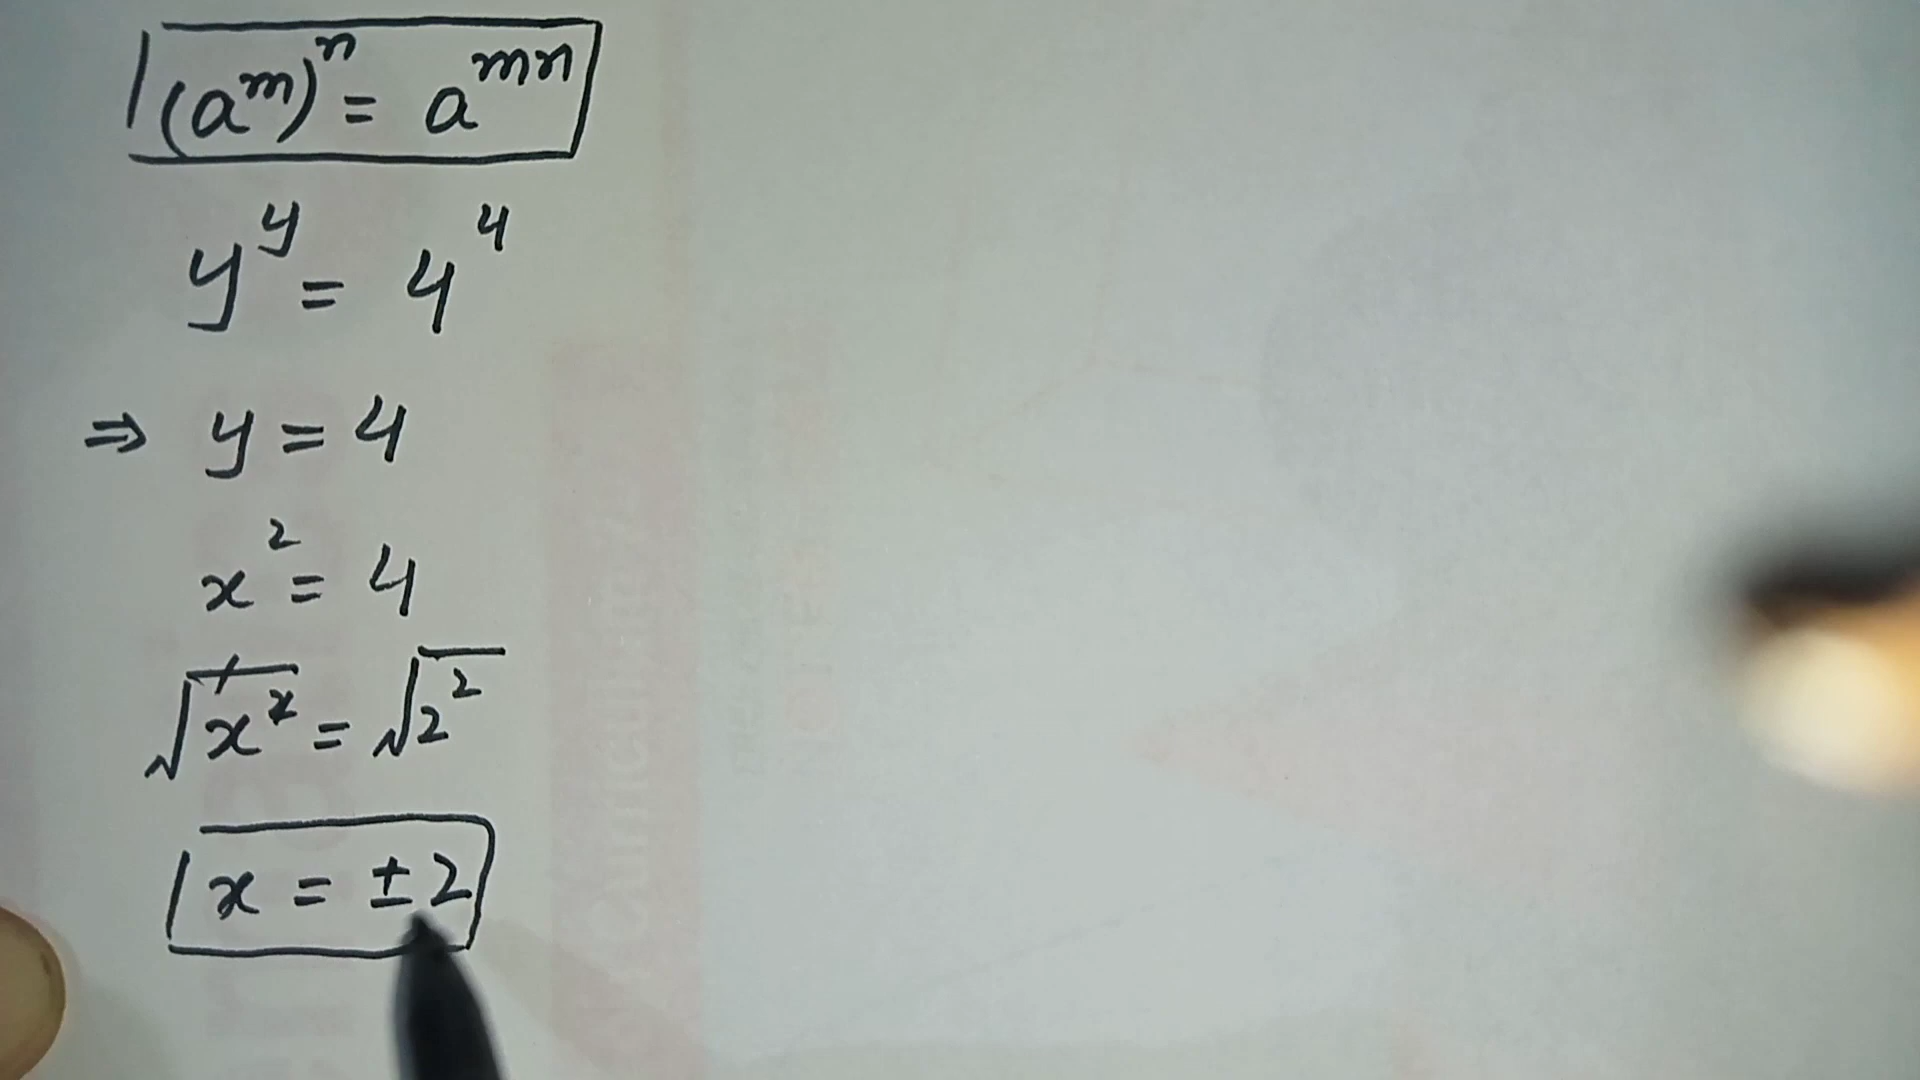 (a^m)^n = a^{mn}
y^y = 4^4
⇒ y = 4
x^2 = 4
√x^2 = √2^2
x = ±2